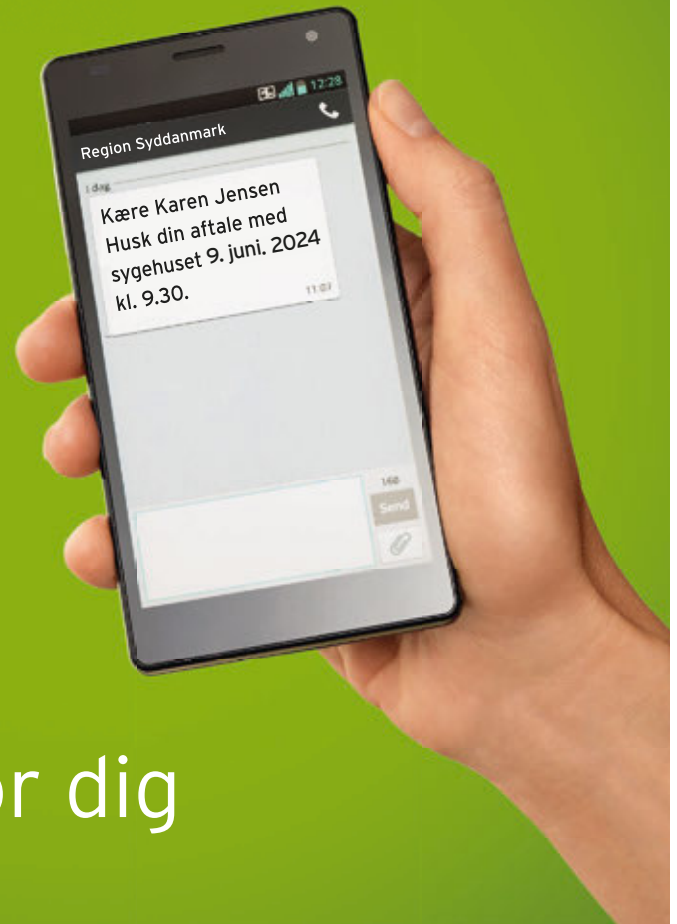 12:28
Region Syddanmark
I dag
Kære Karen Jensen
Husk din aftale med
sygehuset 9. juni. 2024
kl. 9.30.
11:07
160
Send
or dig